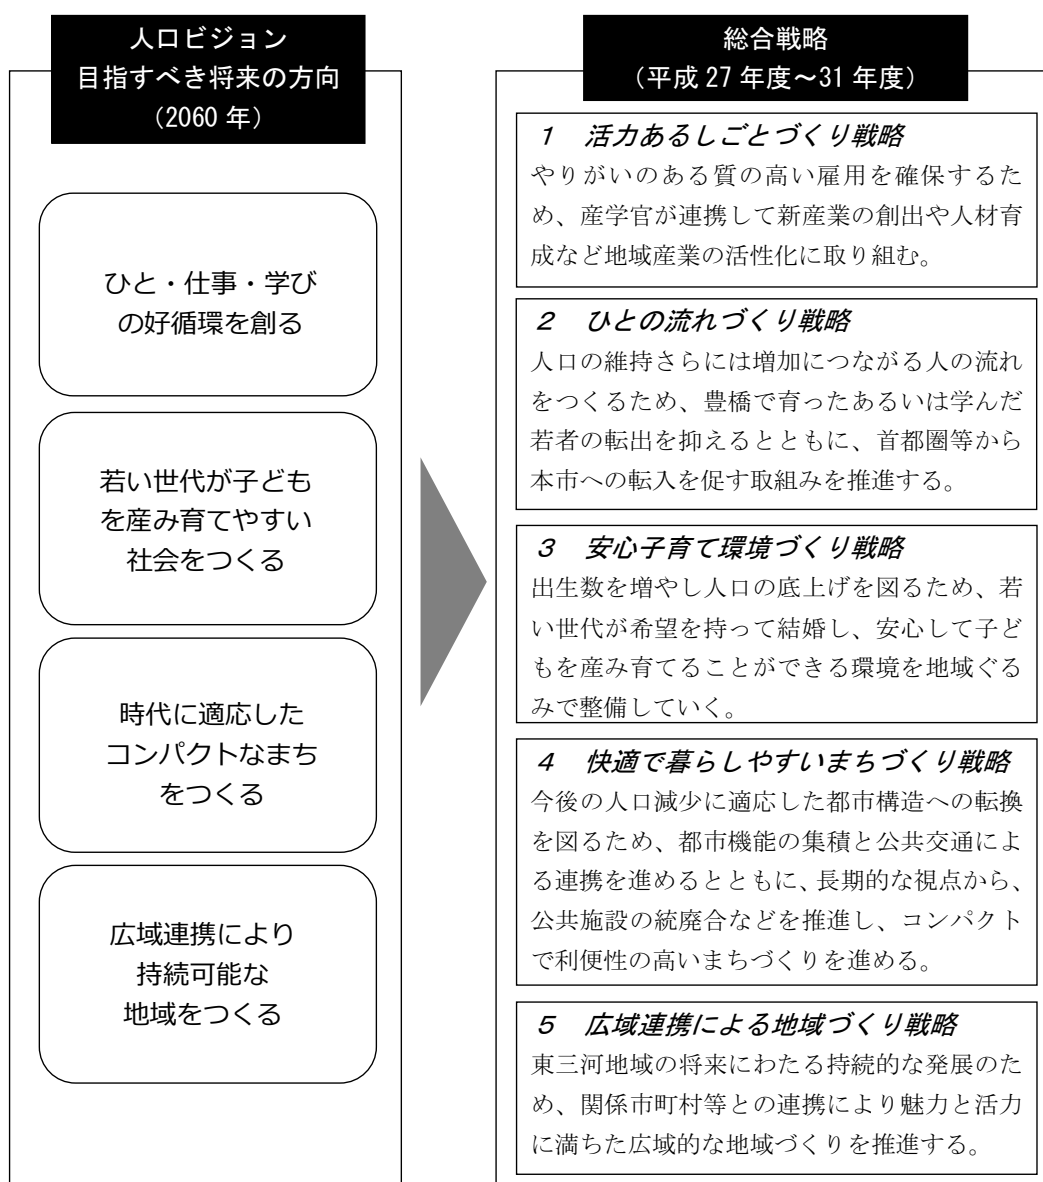 人口ビジョン
目指すべき将来の方向
（2060 年）
ひと・仕事・学び
の好循環を創る
若い世代が子ども
を産み育てやすい
社会をつくる
時代に適応した
コンパクトなまち
をつくる
広域連携により
持続可能な
地域をつくる
総合戦略
（平成 27 年度～31 年度）
1　活力あるしごとづくり戦略
やりがいのある質の高い雇用を確保するた
め、産学官が連携して新産業の創出や人材育
成など地域産業の活性化に取り組む。
2　ひとの流れづくり戦略
人口の維持さらには増加につながる人の流れ
をつくるため、豊橋で育ったあるいは学んだ
若者の転出を抑えるとともに、首都圏等から
本市への転入を促す取組みを推進する。
3　安心子育て環境づくり戦略
出生数を増やし人口の底上げを図るため、若
い世代が希望を持って結婚し、安心して子ど
もを産み育てることができる環境を地域ぐる
みで整備していく。
4　快適で暮らしやすいまちづくり戦略
今後の人口減少に適応した都市構造への転換
を図るため、都市機能の集積と公共交通によ
る連携を進めるとともに、長期的な視点から、
公共施設の統廃合などを推進し、コンパクト
で利便性の高いまちづくりを進める。
5　広域連携による地域づくり戦略
東三河地域の将来にわたる持続的な発展のた
め、関係市町村等との連携により魅力と活力
に満ちた広域的な地域づくりを推進する。